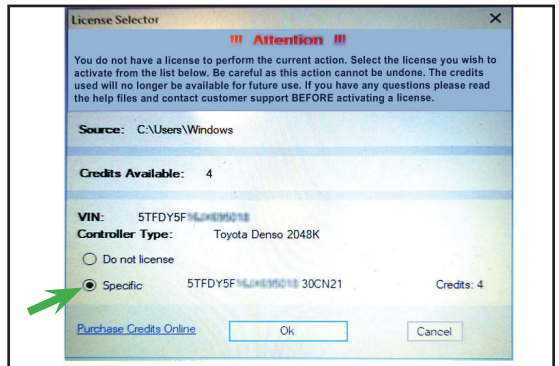 License Selector
!!! Attention !!!
You do not have a license to perform the current action. Select the license you wish to
activate from the list below. Be careful as this action cannot be undone. The credits
used will no longer be available for future use. If you have any questions please read
the help files and contact customer support BEFORE activating a license.
Source: C:\Users\Windows
Credits Available: 4
VIN: 5TFDY5F
Controller Type: Toyota Denso 2048K
Do not license
Specific 5TFDY5F 30CN21 Credits: 4
Purchase Credits Online Ok Cancel